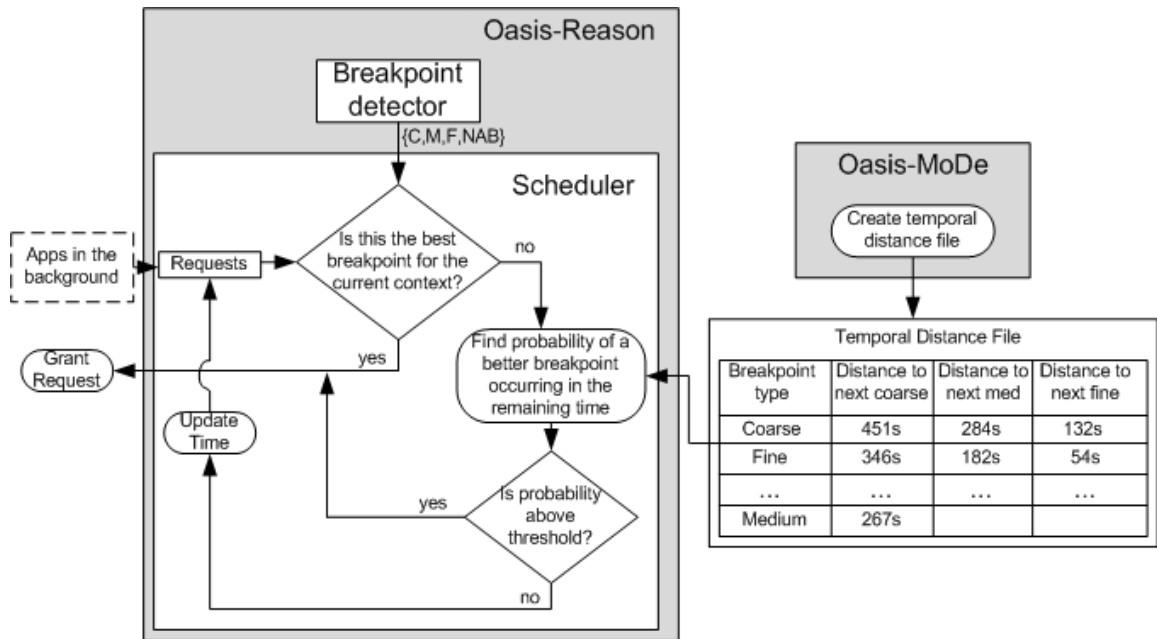 Oasis-Reason
Breakpoint
detector
{C,M,F,NAB}
Scheduler
Is this the best
breakpoint for the
current context?
no
yes
Apps in the
background
Requests
Grant
Request
Update
Time
Find probability of a
better breakpoint
occurring in the
remaining time
Is probability
above
threshold?
yes
no
Oasis-MoDe
Create temporal
distance file
Temporal Distance File
Breakpoint
type
Distance to
next coarse
Distance to
next med
Distance to
next fine
Coarse 451s 284s 132s
Fine 346s 182s 54s
... ... ... ...
Medium 267s